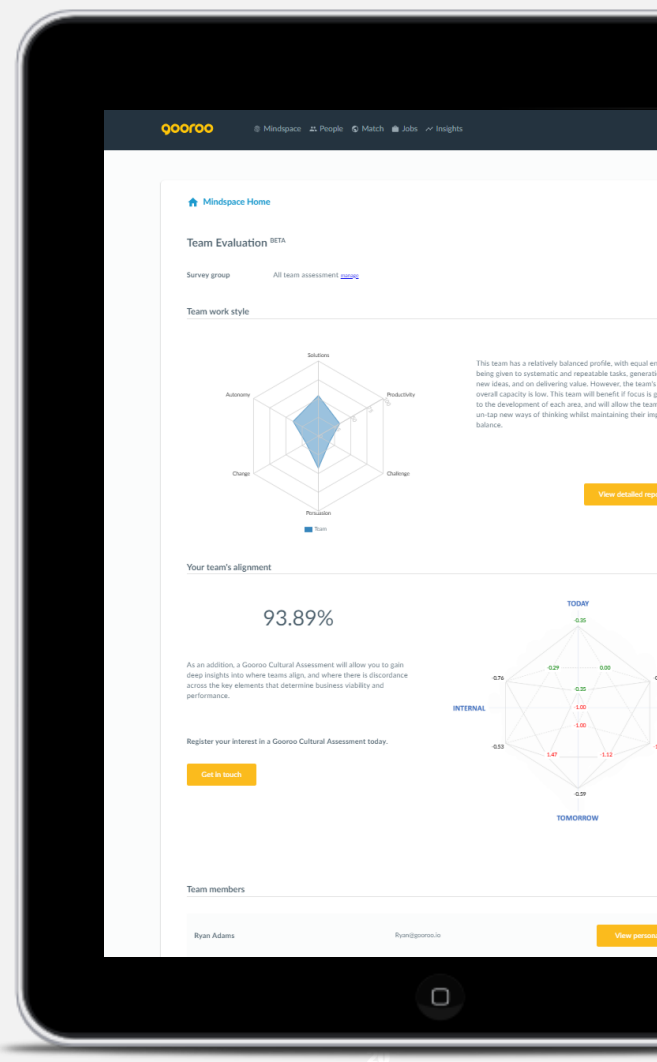 gooroo
Mindspace People Match Jobs Insights
Mindspace Home
Team Evaluation BETA
Survey group All team assessment manage
Team work style
Solutions
Autonomy
Productivity
Change
Challenge
Persuasion
Team
This team has a relatively balanced profile, with equal
being given to systematic and repeatable tasks,
new ideas, and on delivering value. However, the team's
overall capacity is low. This team will benefit if focus is
to the development of each area, and will allow the team
un-tap new ways of thinking whilst maintaining their
balance.
View detailed
Your team's alignment
93.89%
As an addition, a Gooroo Cultural Assessment will allow you to gain
deep insights into where teams align, and where there is discordance
across the key elements that determine business viability and
performance.
Register your interest in a Gooroo Cultural Assessment today.
Get in touch
TODAY
-0.35
-0.29 0.00
-0.76
-0.35
INTERNAL
-1.00
-1.00
-0.53
1.47 -1.12
-0.59
TOMORROW
Team members
Ryan Adams Ryan@gooroo.io View
20